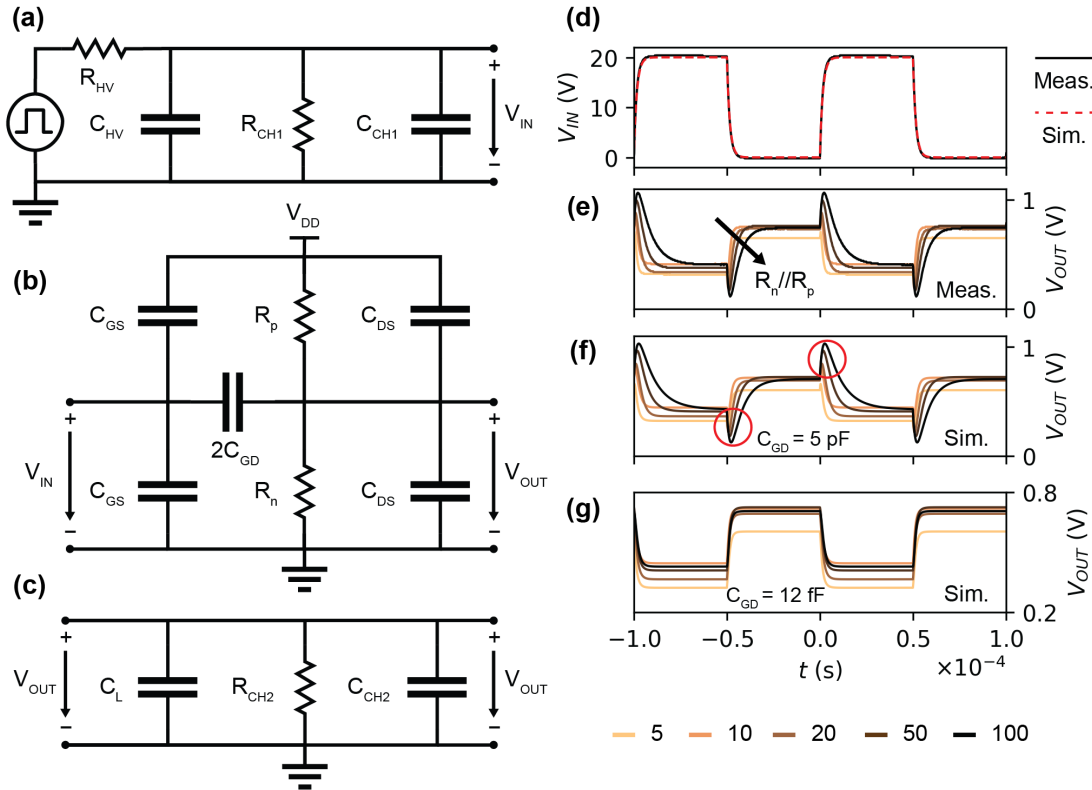 (a)
R_HV
C_HV
R_CH1
C_CH1
+
V_IN
−
V_DD
(b)
C_GS
R_p
C_DS
+
+
2C_GD
V_IN
C_GS
R_n
C_DS
V_OUT
−
−
(c)
+
+
V_OUT
C_L
R_CH2
C_CH2
V_OUT
−
−
(d)
20
10
0
V_IN (V)
Meas.
Sim.
(e)
1
0
V_OUT (V)
R_n//R_p
Meas.
(f)
1
0
V_OUT (V)
C_GD = 5 pF
Sim.
(g)
0.8
0.2
V_OUT (V)
C_GD = 12 fF
Sim.
−1.0 −0.5 0.0 0.5 1.0
t (s)
×10⁻⁴
5 10 20 50 100